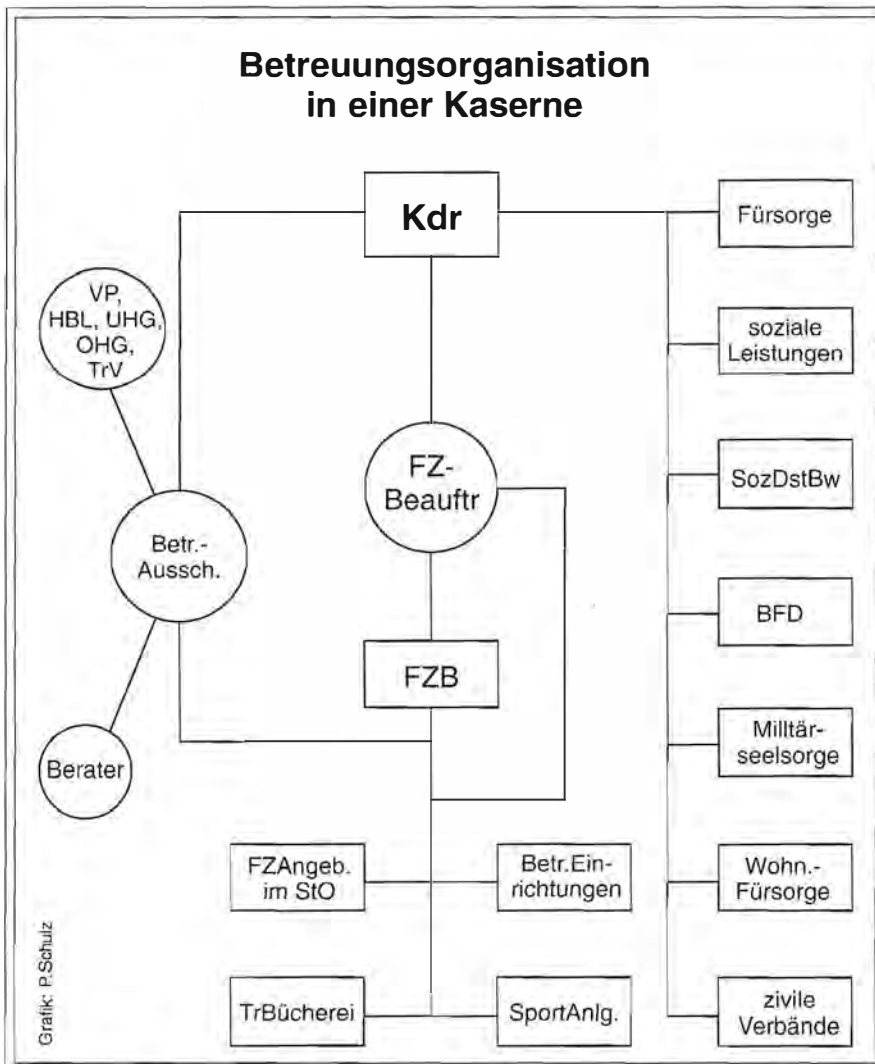 Betreuungsorganisation
in einer Kaserne
Kdr
Fürsorge
VP,
HBL, UHG,
OHG,
TrV
soziale
Leistungen
FZ-
Beauftr
SozDstBw
Betr.-
Aussch.
BFD
FZB
Milltär-
seelsorge
Berater
FZAngeb.
im StO
Betr.Ein-
richtungen
Wohn.-
Fürsorge
TrBücherei
SportAnlg.
zivile
Verbände
Grafik: P.Schulz